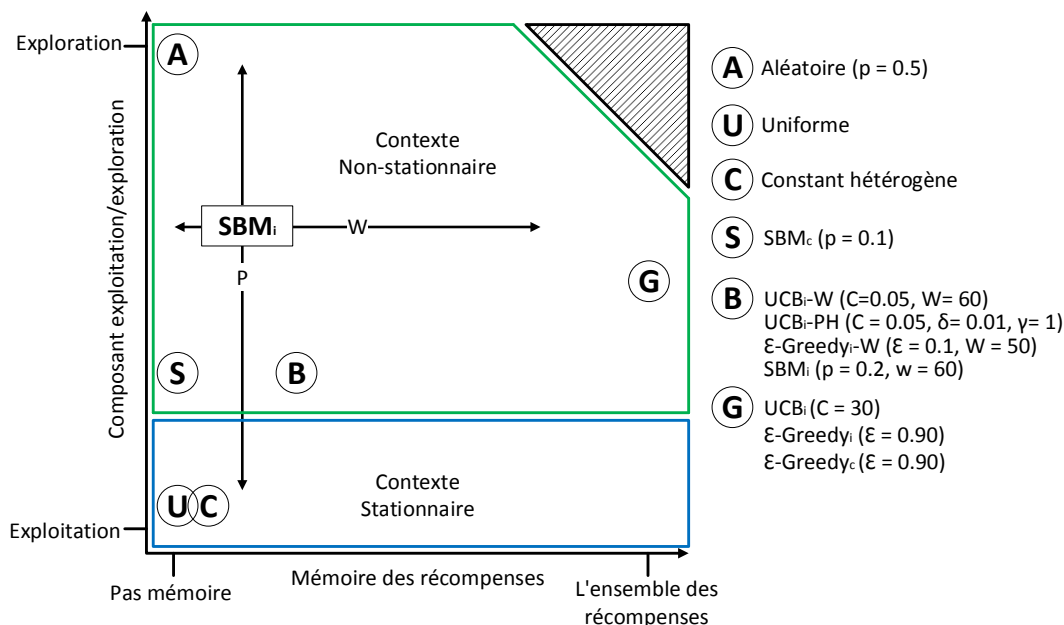 Exploration
Composant exploitation/exploration
Exploitation
A
Contexte
Non-stationnaire
SBMi
W
P
G
S
B
Contexte
Stationnaire
U
C
Pas mémoire
Mémoire des récompenses
L'ensemble des
récompenses
A Aléatoire (p = 0.5)
U Uniforme
C Constant hétérogène
S SBMc (p = 0.1)
B UCBi-W (C=0.05, W= 60)
UCBi-PH (C = 0.05, δ= 0.01, γ= 1)
Ɛ-Greedyi-W (Ɛ = 0.1, W = 50)
SBMi (p = 0.2, w = 60)
G UCBi (C = 30)
Ɛ-Greedyi (Ɛ = 0.90)
Ɛ-Greedyc (Ɛ = 0.90)